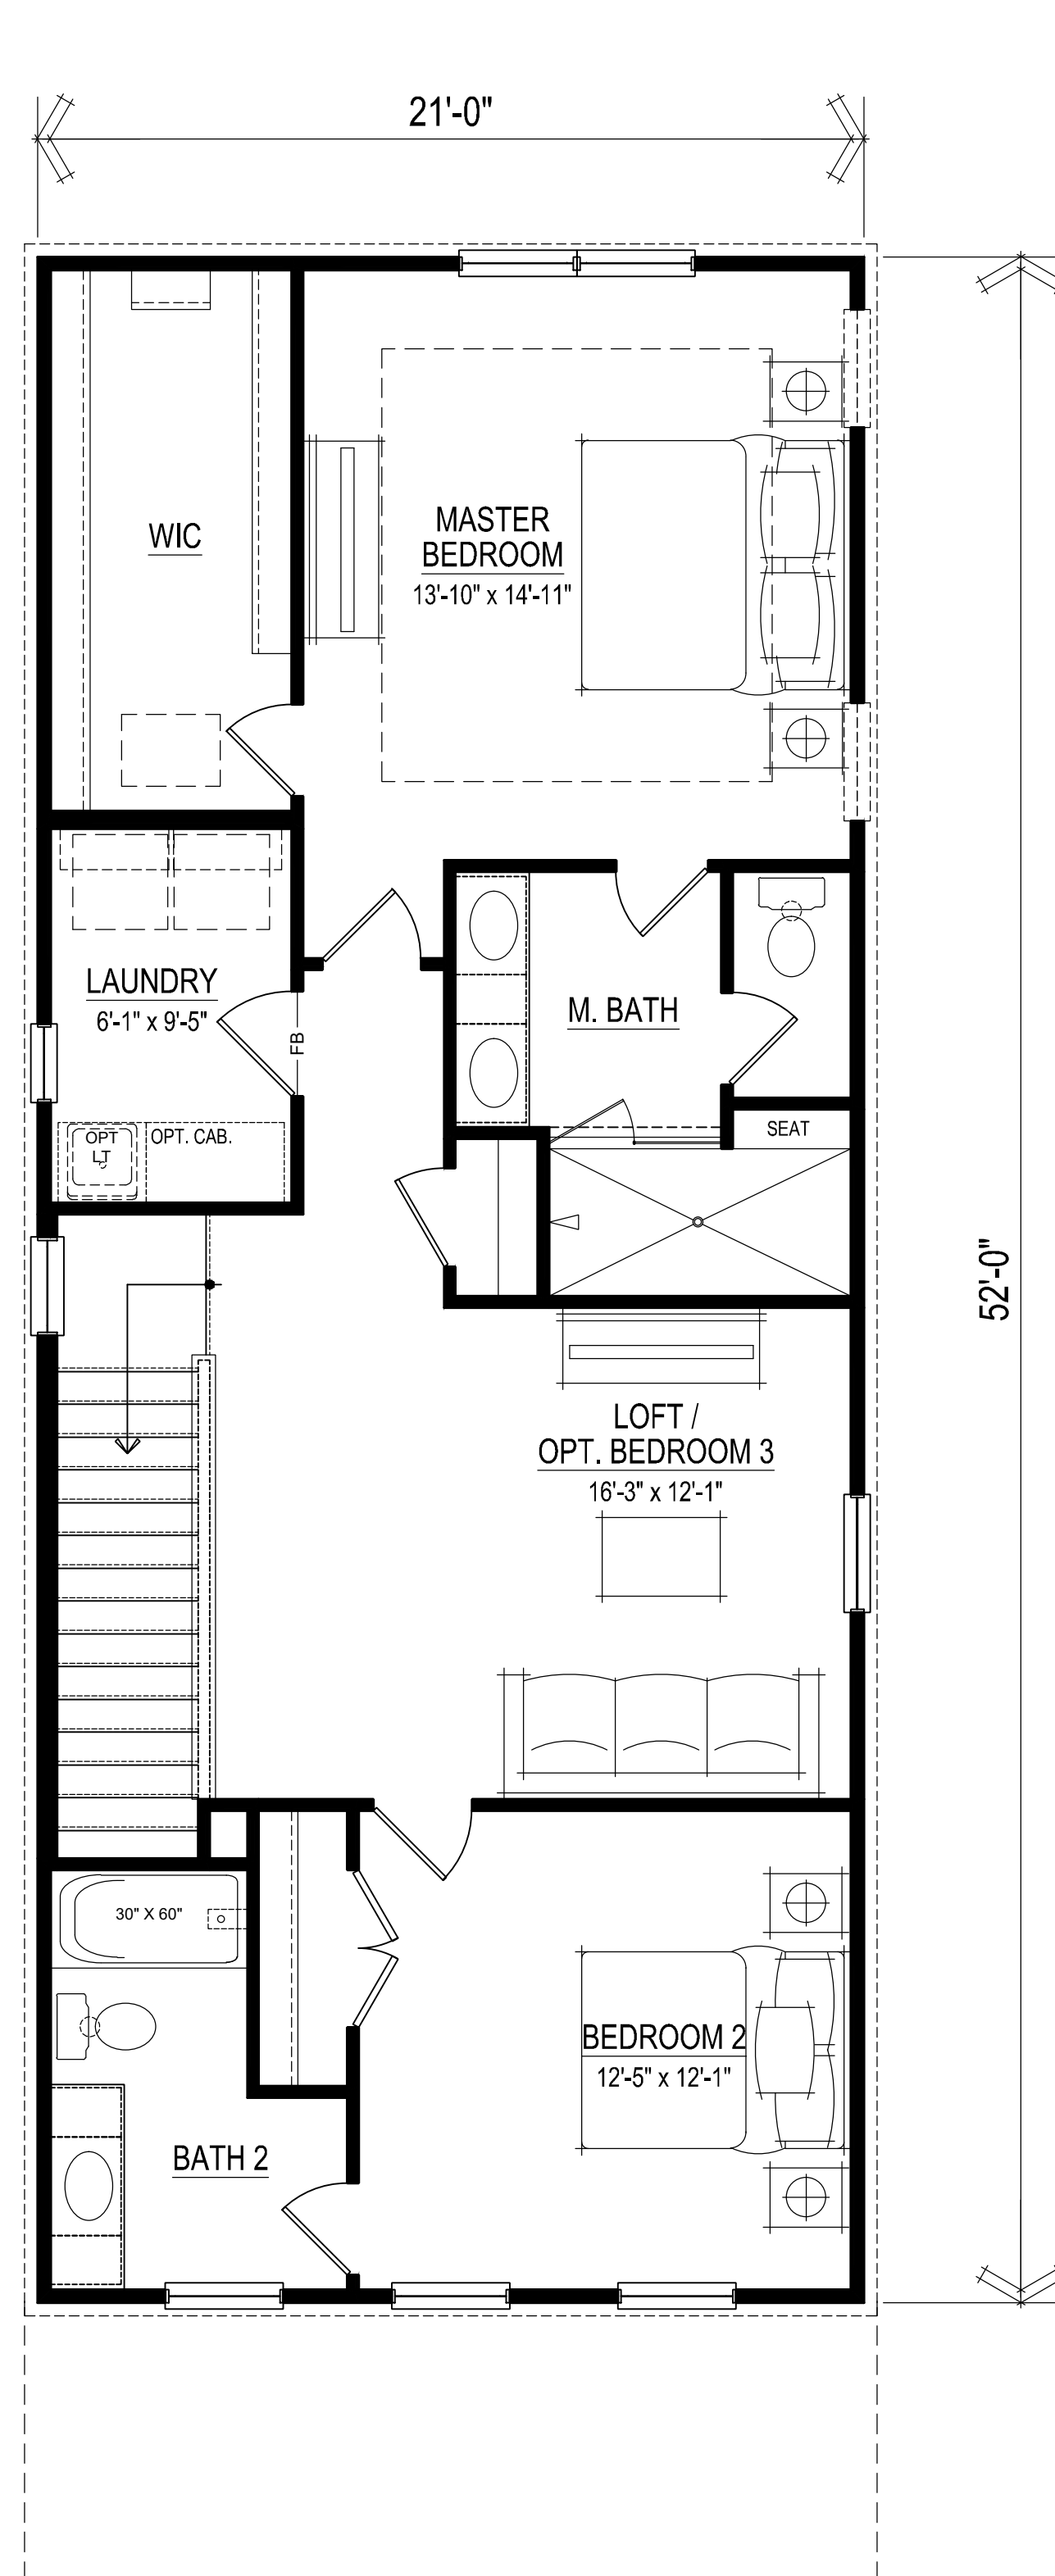 21'-0"
WIC
MASTER
BEDROOM
13'-10" x 14'-11"
LAUNDRY
6'-1" x 9'-5"
FB
M. BATH
OPT
LT
OPT. CAB.
SEAT
52'-0"
LOFT /
OPT. BEDROOM 3
16'-3" x 12'-1"
30" X 60"
BEDROOM 2
12'-5" x 12'-1"
BATH 2